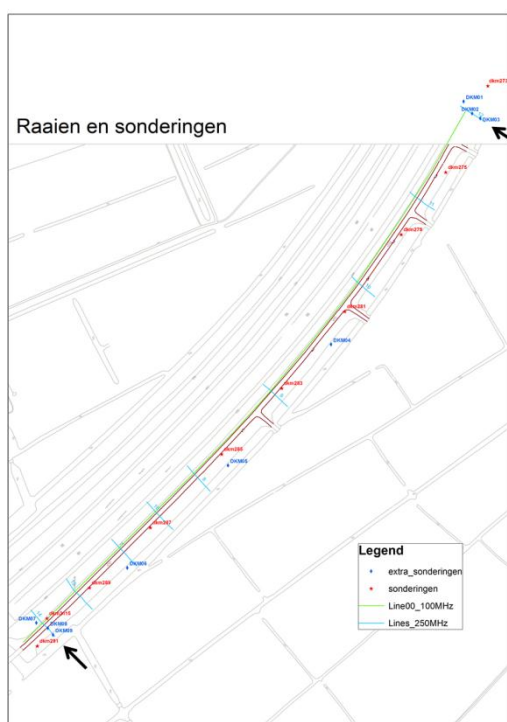 dkm273
DKM01
DKM02
DKM03
Raaien en sonderingen
dkm275
dkm279
dkm281
DKM04
dkm283
dkm285
DKM05
dkm287
DKM06
dkm289
DKM07
DKM08
DKM09
dkm291
Legend
extra_sonderingen
sonderingen
Line00_100MHz
Lines_250MHz